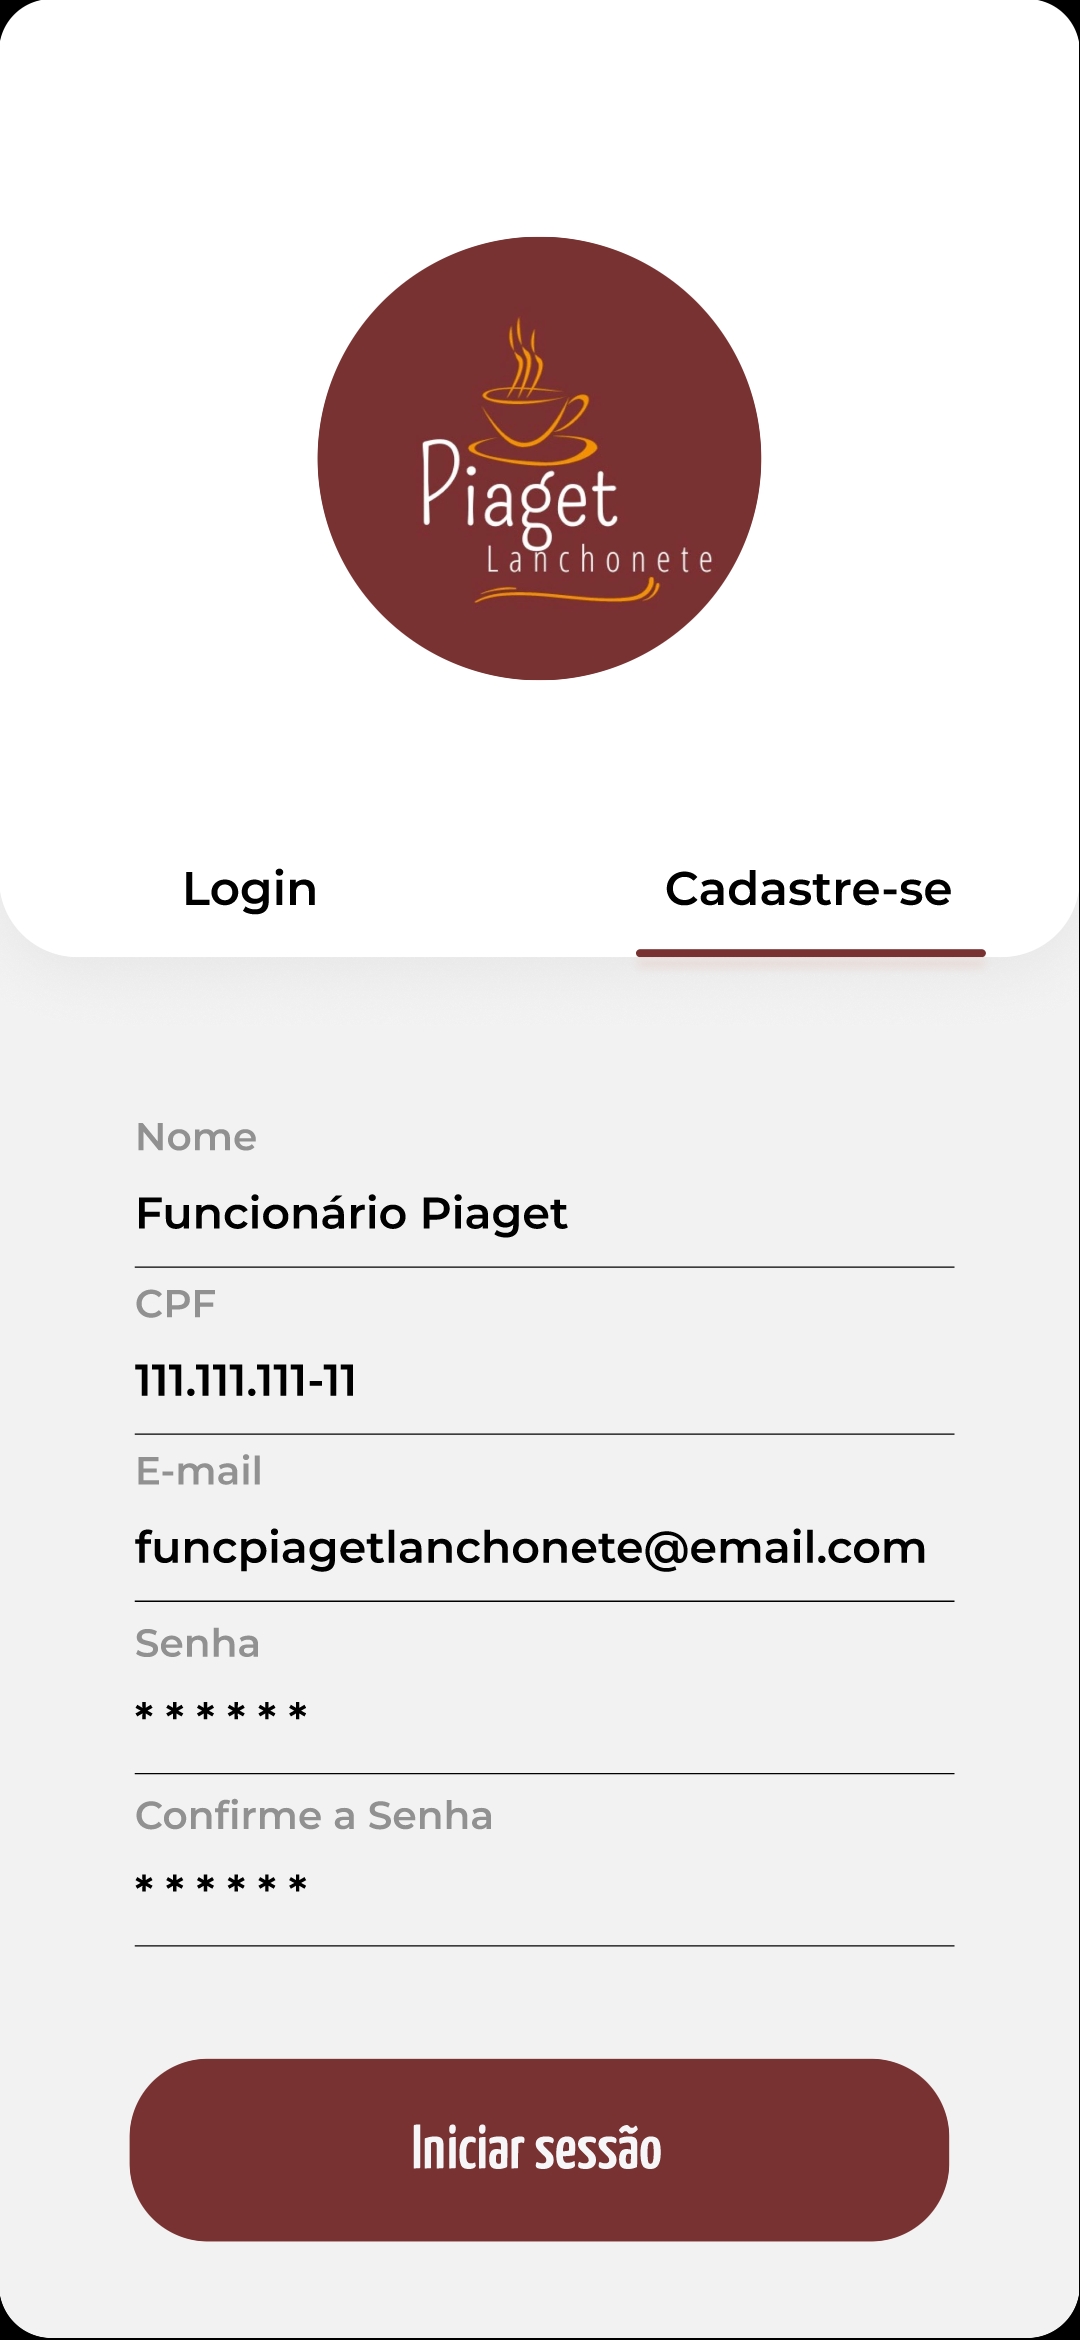 Piaget
Lanchonete
Login Cadastre-se
Nome
Funcionário Piaget
CPF
111.111.111-11
E-mail
funcpiagetlanchonete@email.com
Senha
* * * * * *
Confirme a Senha
* * * * * *
Iniciar sessão